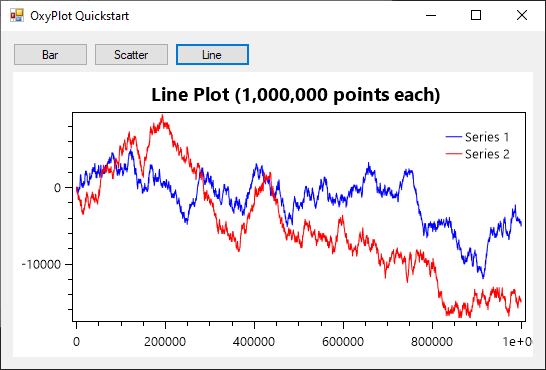 OxyPlot Quickstart
Bar Scatter Line
Line Plot (1,000,000 points each)
Series 1
Series 2
0
-10000
0 200000 400000 600000 800000 1e+0